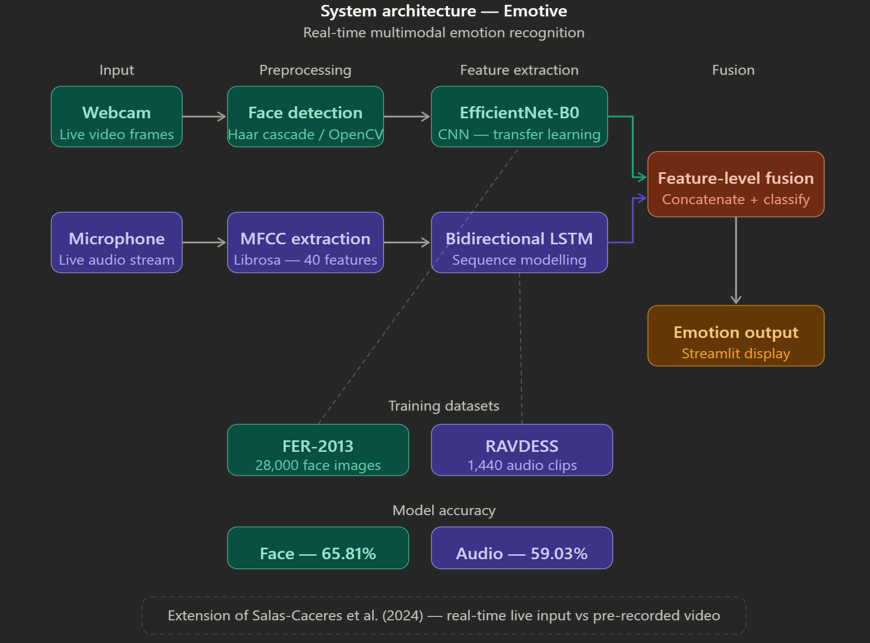 System architecture — Emotive
Real-time multimodal emotion recognition
Input
Preprocessing
Feature extraction
Fusion
Webcam
Live video frames
Face detection
Haar cascade / OpenCV
EfficientNet-B0
CNN — transfer learning
Feature-level fusion
Concatenate + classify
Microphone
Live audio stream
MFCC extraction
Librosa — 40 features
Bidirectional LSTM
Sequence modelling
Emotion output
Streamlit display
Training datasets
FER-2013
28,000 face images
RAVDESS
1,440 audio clips
Model accuracy
Face — 65.81%
Audio — 59.03%
Extension of Salas-Caceres et al. (2024) — real-time live input vs pre-recorded video